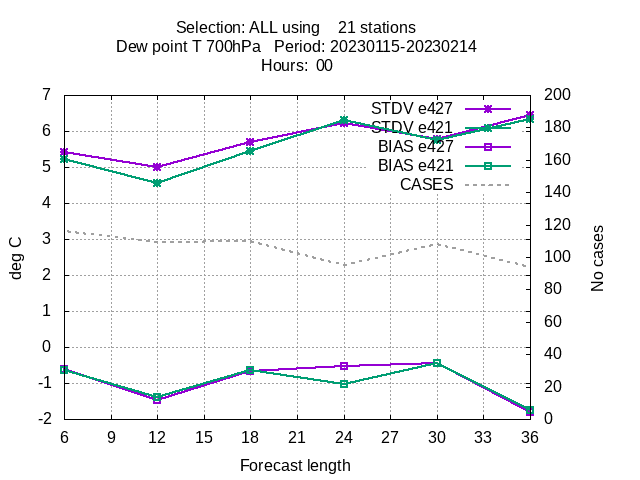 Selection: ALL using    21 stations
Dew point T 700hPa   Period: 20230115-20230214
Hours:  00
7
6
5
4
3
2
1
0
-1
-2
deg C
200
180
160
140
120
100
80
60
40
20
0
No cases
STDV e427
STDV e421
BIAS e427
BIAS e421
CASES
6 9 12 15 18 21 24 27 30 33 36
Forecast length